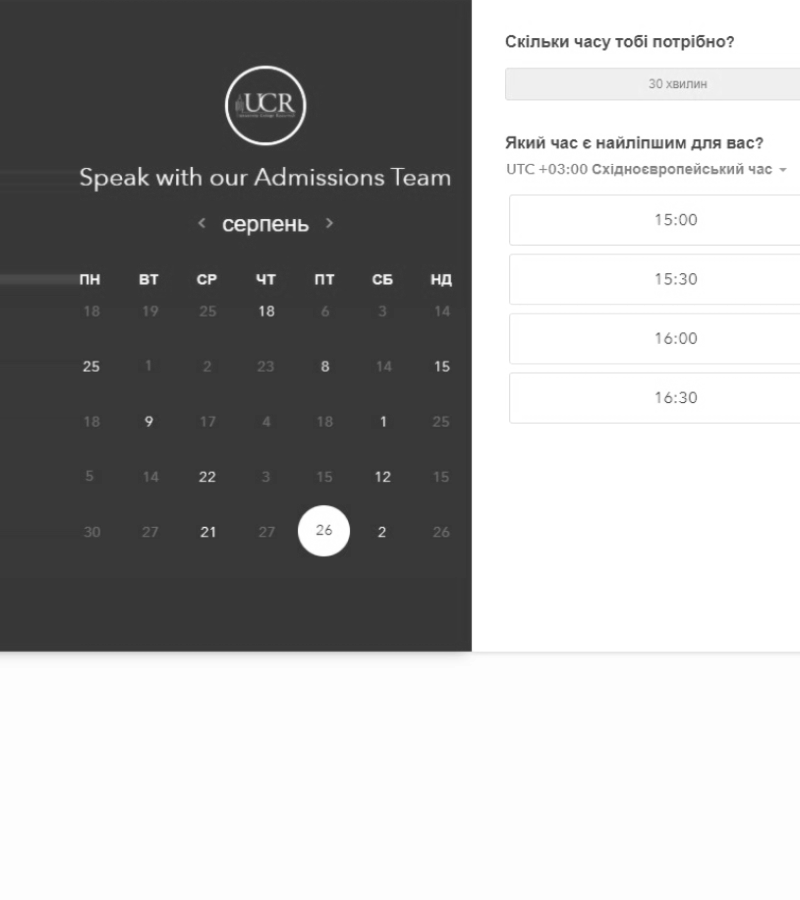 UCR
Speak with our Admissions Team
< серпень >
ПН ВТ СР ЧТ ПТ СБ НД
18 19 25 18 6 3 14
25 1 2 23 8 14 15
18 9 17 4 18 1 25
5 14 22 3 15 12 15
30 27 21 27 26 2 26
Скільки часу тобі потрібно?
30 хвилин
Який час є найліпшим для вас?
UTC +03:00 Східноєвропейський час
15:00
15:30
16:00
16:30